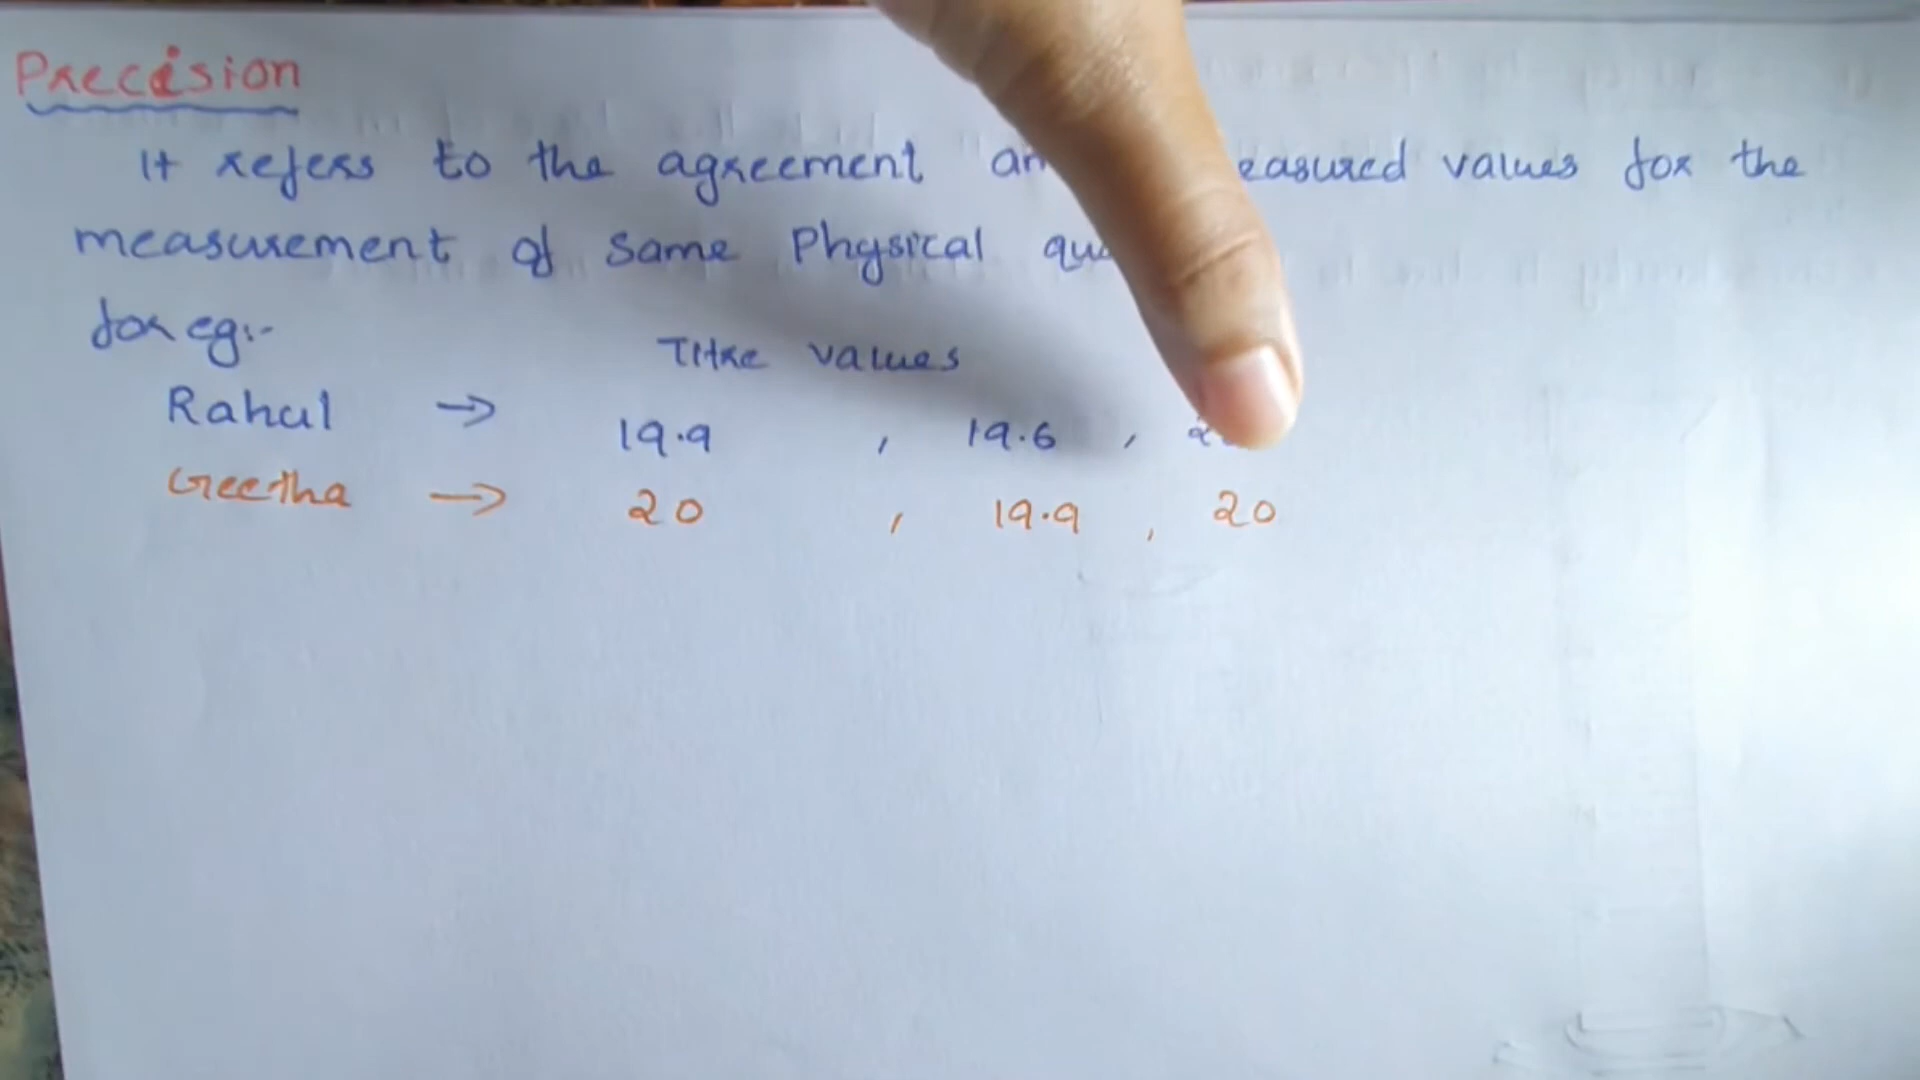 Precision
It refers to the agreement measured values for the
measurement of same Physical
for eg:-
Titre values
Rahul → 19.9 , 19.6 ,
Geetha → 20 , 19.9 , 20